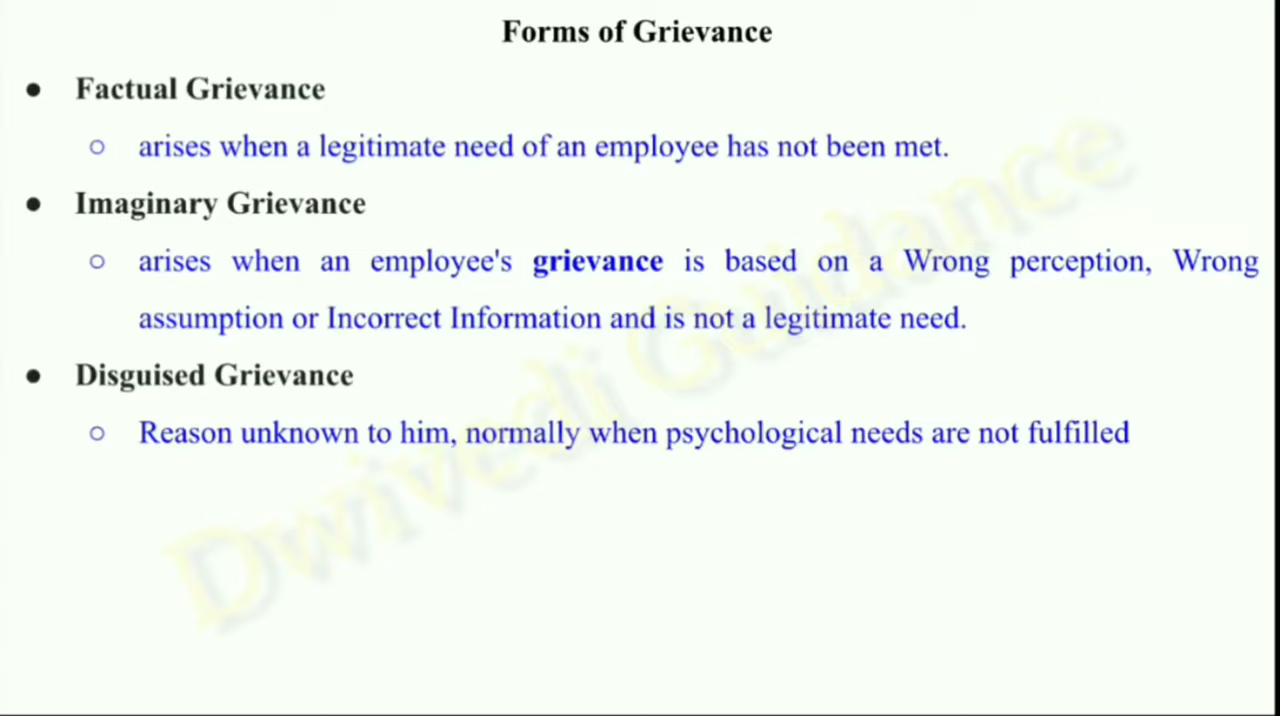 Forms of Grievance
● Factual Grievance
○ arises when a legitimate need of an employee has not been met.
● Imaginary Grievance
○ arises when an employee's grievance is based on a Wrong perception, Wrong
assumption or Incorrect Information and is not a legitimate need.
● Disguised Grievance
○ Reason unknown to him, normally when psychological needs are not fulfilled
Dwivedi Guidance